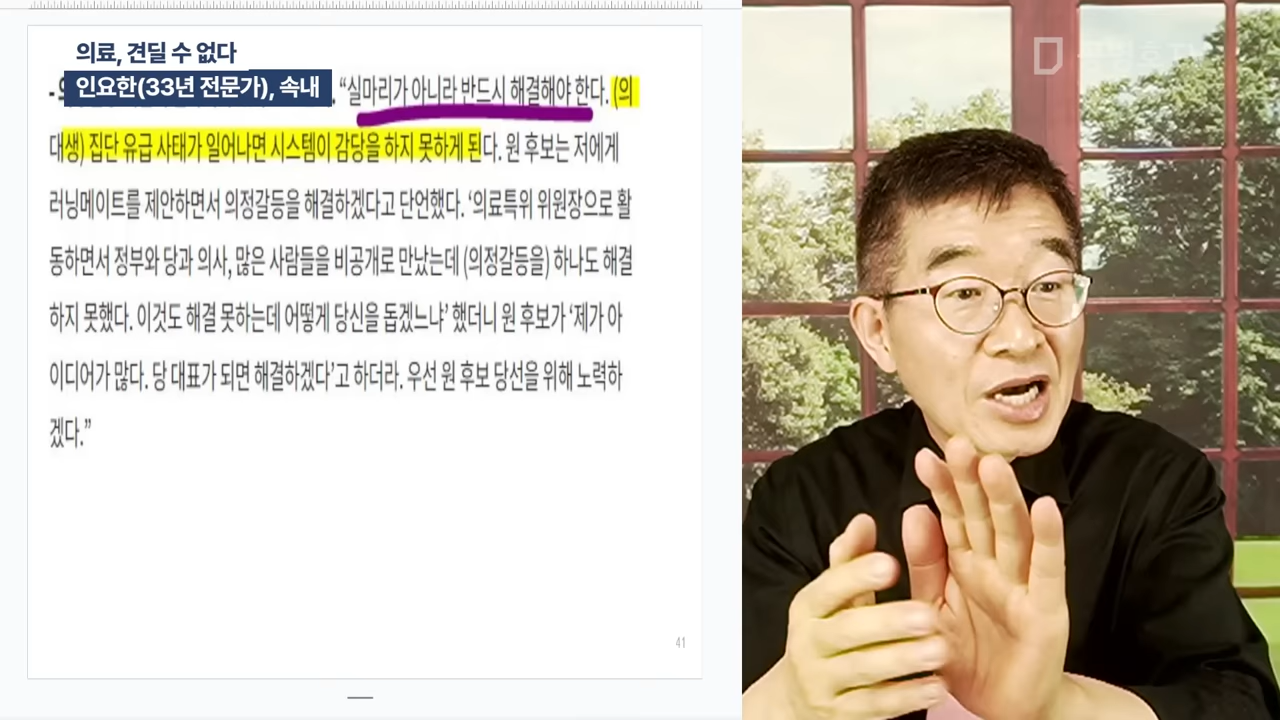 의료, 견딜 수 없다
인요한(33년 전문가), 속내
“실마리가 아니라 반드시 해결해야 한다. (의
대생) 집단 유급 사태가 일어나면 시스템이 감당을 하지 못하게 된다. 원 후보는 저에게
러닝메이트를 제안하면서 의정갈등을 해결하겠다고 단언했다. ‘의료특위 위원장으로 활
동하면서 정부와 당과 의사, 많은 사람들을 비공개로 만났는데 (의정갈등을) 하나도 해결
하지 못했다. 이것도 해결 못하는데 어떻게 당신을 돕겠느냐’ 했더니 원 후보가 ‘제가 아
이디어가 많다. 당 대표가 되면 해결하겠다’고 하더라. 우선 원 후보 당선을 위해 노력하
겠다.”
41